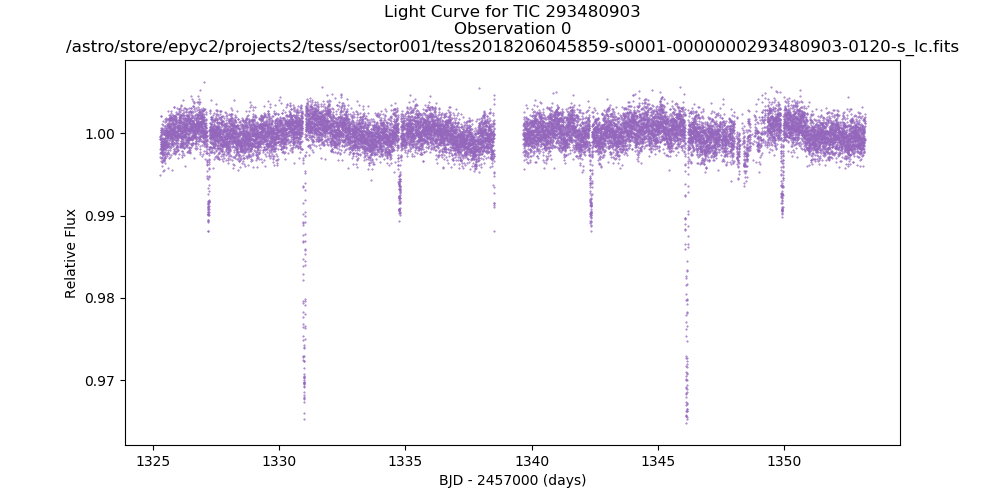 Light Curve for TIC 293480903
Observation 0
/astro/store/epyc2/projects2/tess/sector001/tess2018206045859-s0001-0000000293480903-0120-s_lc.fits
1.00
0.99
0.98
0.97
Relative Flux
1325
1330
1335
1340
1345
1350
BJD - 2457000 (days)